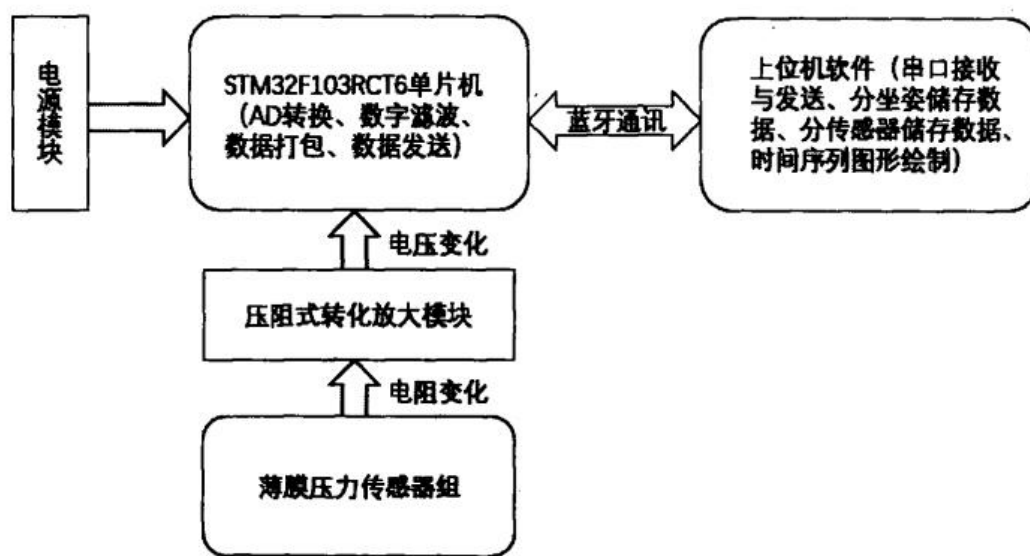 电源模块
STM32F103RCT6单片机
（AD转换、数字滤波、
数据打包、数据发送）
蓝牙通讯
上位机软件（串口接收
与发送、分坐姿储存数
据、分传感器储存数据、
时间序列图形绘制）
电压变化
压阻式转化放大模块
电阻变化
薄膜压力传感器组